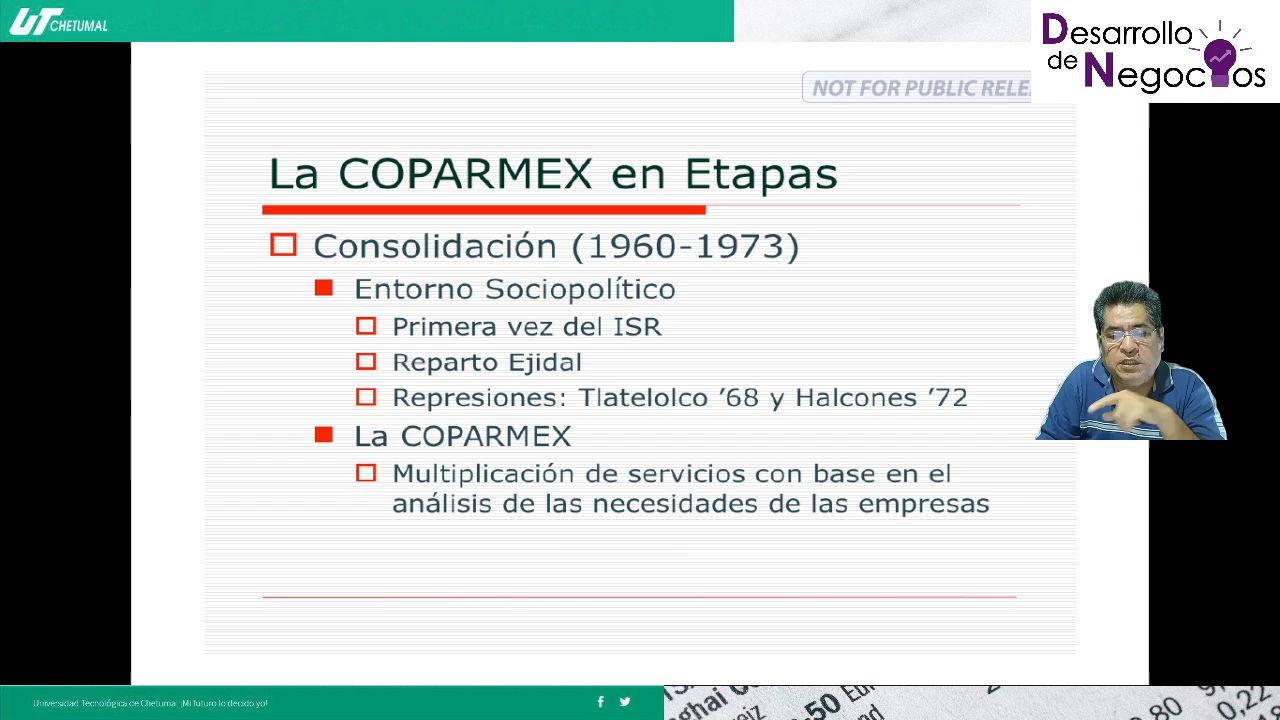 UT CHETUMAL
Desarrollo
de Negocios
NOT FOR PUBLIC
La COPARMEX en Etapas
Consolidación (1960-1973)
Entorno Sociopolítico
Primera vez del ISR
Reparto Ejidal
Represiones: Tlatelolco ’68 y Halcones ’72
La COPARMEX
Multiplicación de servicios con base en el
análisis de las necesidades de las empresas
Universidad Tecnológica de Chetumal ¡Mi futuro lo decido yo!